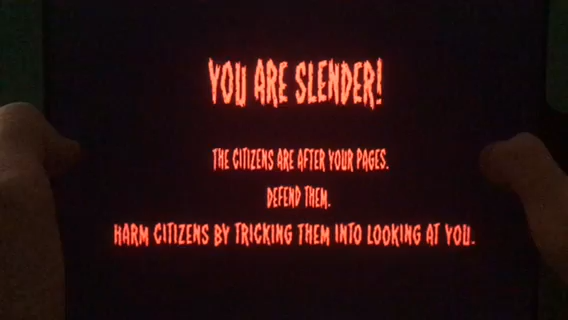 YOU ARE SLENDER!
THE CITIZENS ARE AFTER YOUR PAGES.
DEFEND THEM.
HARM CITIZENS BY TRICKING THEM INTO LOOKING AT YOU.